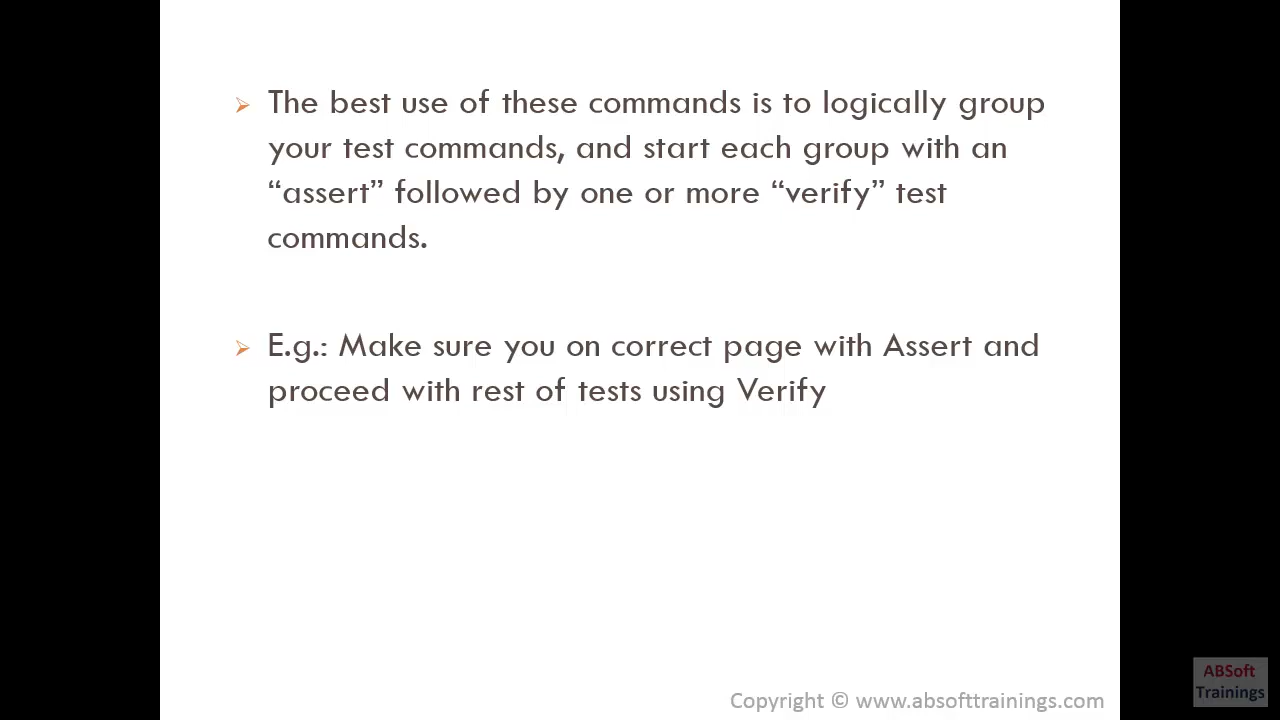 The best use of these commands is to logically group
your test commands, and start each group with an
“assert” followed by one or more “verify” test
commands.
E.g.: Make sure you on correct page with Assert and
proceed with rest of tests using Verify
Copyright © www.absofttrainings.com
ABSoft
Trainings